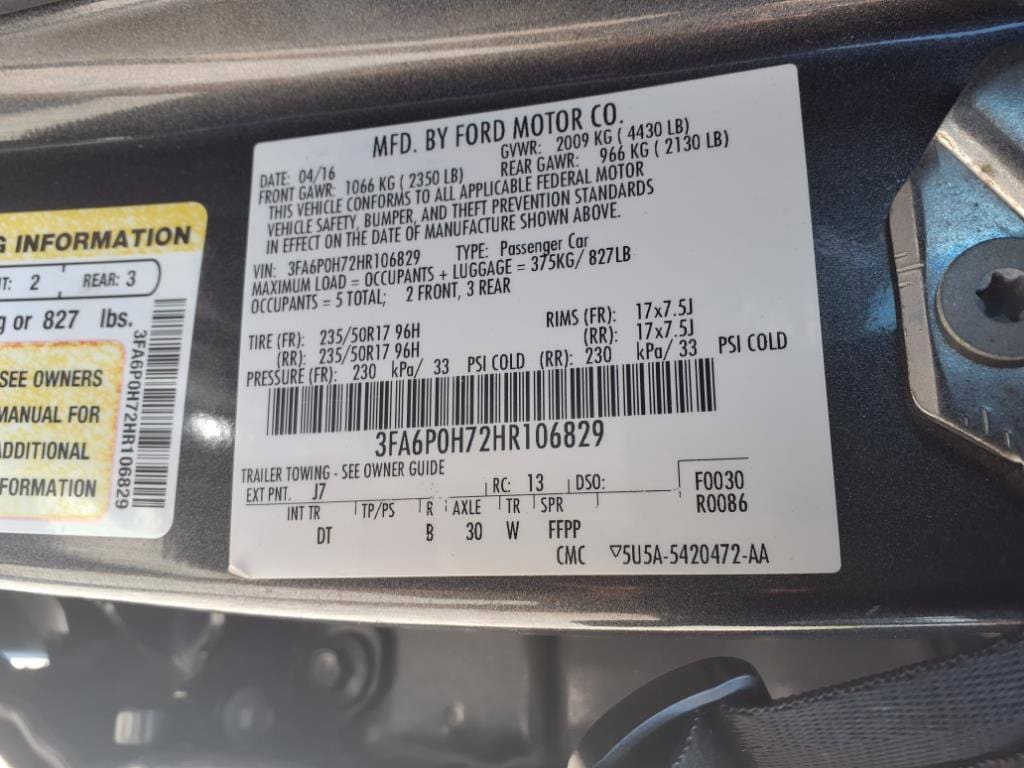 MFD. BY FORD MOTOR CO.
DATE: 04/16 GVWR: 2009 KG ( 4430 LB)
FRONT GAWR: 1066 KG ( 2350 LB) REAR GAWR: 966 KG ( 2130 LB)
THIS VEHICLE CONFORMS TO ALL APPLICABLE FEDERAL MOTOR
VEHICLE SAFETY, BUMPER, AND THEFT PREVENTION STANDARDS
IN EFFECT ON THE DATE OF MANUFACTURE SHOWN ABOVE.
VIN: 3FA6P0H72HR106829 TYPE: Passenger Car
MAXIMUM LOAD = OCCUPANTS + LUGGAGE = 375KG/ 827LB
OCCUPANTS = 5 TOTAL; 2 FRONT, 3 REAR
TIRE (FR): 235/50R17 96H RIMS (FR): 17x7.5J
(RR): 235/50R17 96H (RR): 17x7.5J
PRESSURE (FR): 230 kPa/ 33 PSI COLD (RR): 230 kPa/ 33 PSI COLD
3FA6P0H72HR106829
TRAILER TOWING - SEE OWNER GUIDE
EXT PNT. J7 RC: 13 DSO: F0030
INT TR TP/PS R AXLE TR SPR R0086
DT B 30 W FFPP
CMC ▽5U5A-5420472-AA
G INFORMATION
T: 2 REAR: 3
g or 827 lbs.
SEE OWNERS
MANUAL FOR
ADDITIONAL
FORMATION
3FA6P0H72HR106829